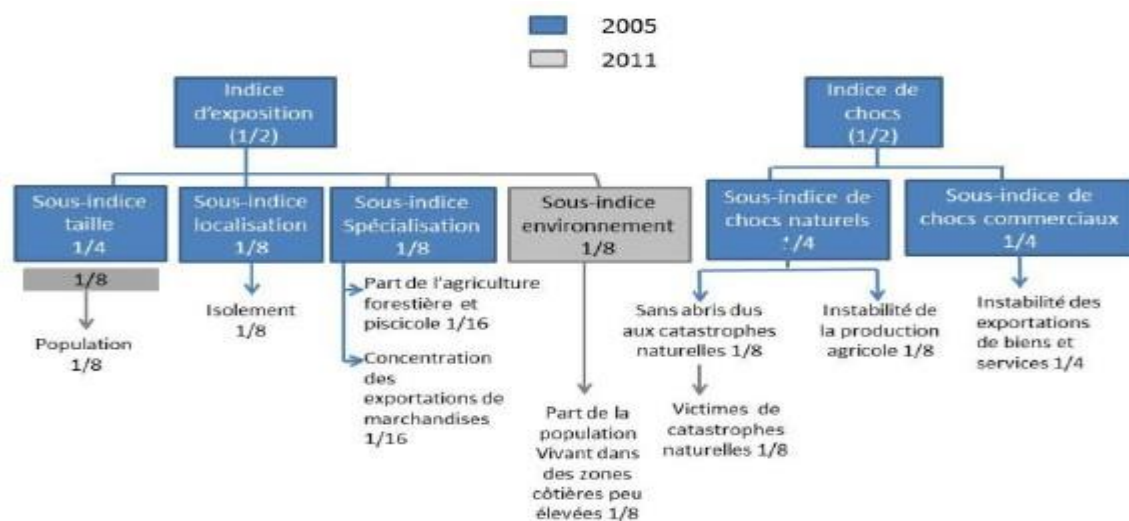 2005
2011
Indice
d'exposition
(1/2)
Indice de
chocs
(1/2)
Sous-indice
taille
1/4
Sous-indice
localisation
1/8
Sous-indice
Spécialisation
1/8
Sous-indice
environnement
1/8
Sous-indice de
chocs naturels
1/4
Sous-indice de
chocs commerciaux
1/4
1/8
Population
1/8
Isolement
1/8
Part de l'agriculture
forestière et
piscicole 1/16
Concentration
des
exportations de
marchandises
1/16
Part de la
population
Vivant dans
des zones
côtières peu
élevées 1/8
Sans abris dus
aux catastrophes
naturelles 1/8
Victimes de
catastrophes
naturelles 1/8
Instabilité de
la production
agricole 1/8
Instabilité des
exportations
de biens et
services 1/4